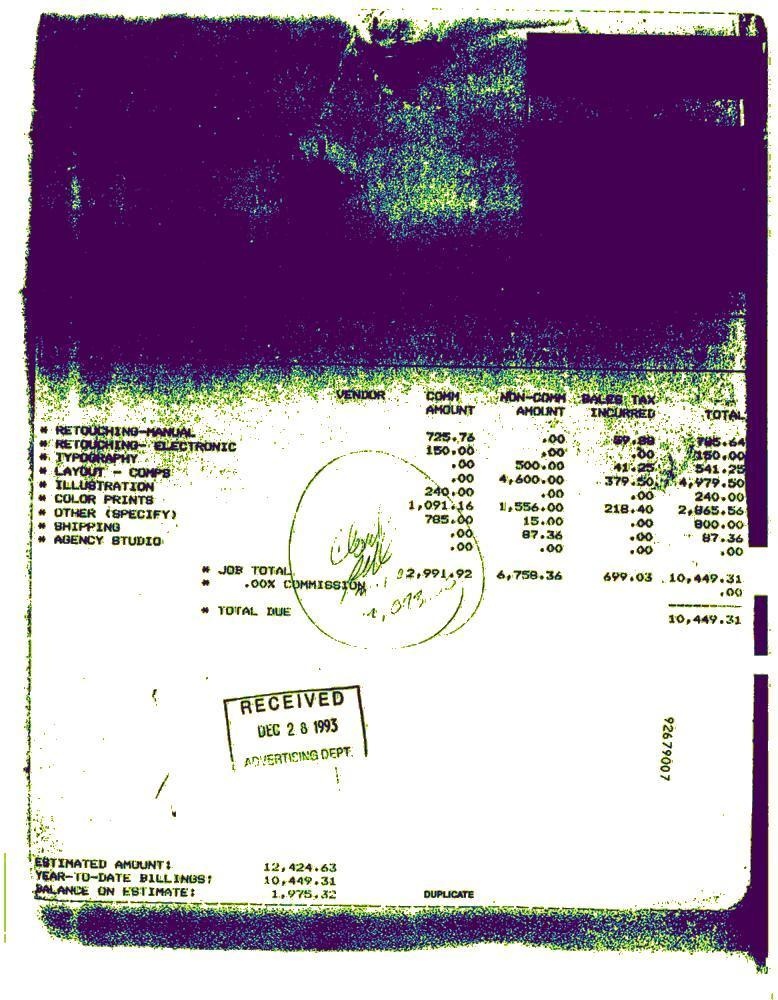 VENDOR COMM NON-COMM SALES TAX
AMOUNT AMOUNT INCURRED TOTAL
* RETOUCHING-MANUAL 725.76 .00 59.88 785.64
* RETOUCHING- ELECTRONIC 150.00 .00 .00 150.00
* TYPOGRAPHY .00 500.00 41.25 541.25
* LAYOUT - COMPS .00 4,600.00 379.50 4,979.50
* ILLUSTRATION 240.00 .00 .00 240.00
* COLOR PRINTS 1,091.16 1,556.00 218.40 2,865.56
* OTHER (SPECIFY) 785.00 15.00 .00 800.00
* SHIPPING .00 87.36 .00 87.36
* AGENCY STUDIO .00 .00 .00 .00
* JOB TOTAL 2,991.92 6,758.36 699.03 10,449.31
* .00% COMMISSION .00
* TOTAL DUE 10,449.31
RECEIVED
DEC 28 1993
ADVERTISING DEPT.
92679007
ESTIMATED AMOUNT: 12,424.63
YEAR-TO-DATE BILLINGS: 10,449.31
BALANCE ON ESTIMATE: 1,975.32
DUPLICATE